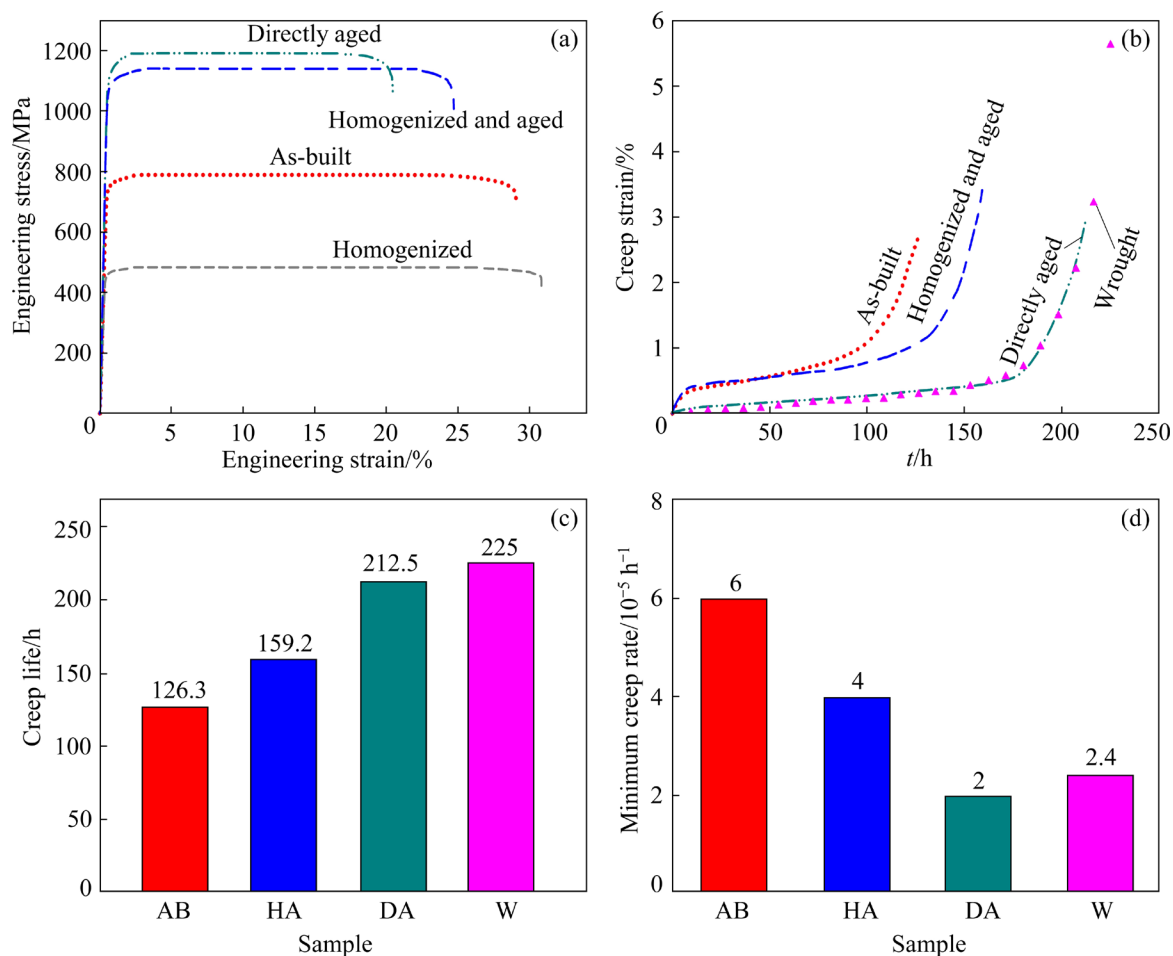 (a)
Directly aged
Homogenized and aged
As-built
Homogenized
1200
1000
800
600
400
200
0
5
10
15
20
25
30
Engineering stress/MPa
Engineering strain/%
(b)
As-built
Homogenized and aged
Directly aged
Wrought
6
5
4
3
2
1
0
50
100
150
200
250
Creep strain/%
t/h
(c)
250
200
150
100
50
0
126.3
159.2
212.5
225
AB
HA
DA
W
Creep life/h
Sample
(d)
8
6
4
2
0
6
4
2
2.4
AB
HA
DA
W
Minimum creep rate/10⁻⁵ h⁻¹
Sample